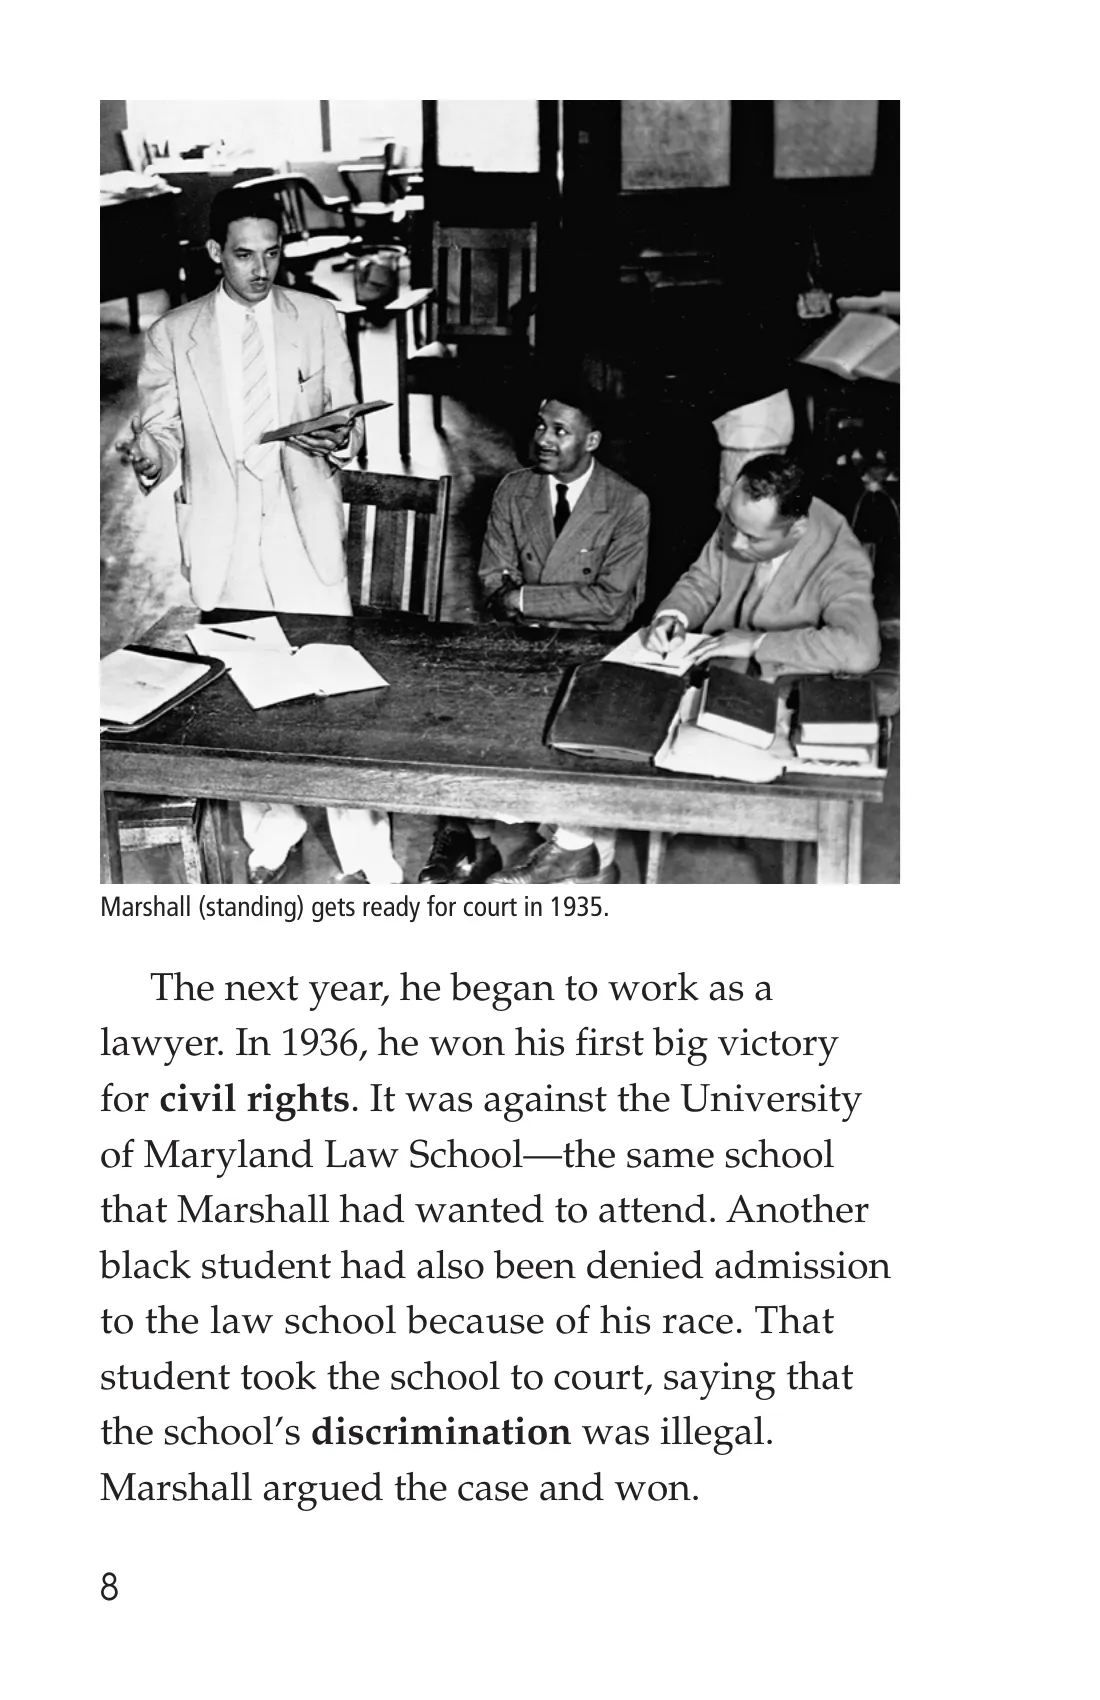 Marshall (standing) gets ready for court in 1935.
The next year, he began to work as a
lawyer. In 1936, he won his first big victory
for civil rights. It was against the University
of Maryland Law School—the same school
that Marshall had wanted to attend. Another
black student had also been denied admission
to the law school because of his race. That
student took the school to court, saying that
the school’s discrimination was illegal.
Marshall argued the case and won.
8